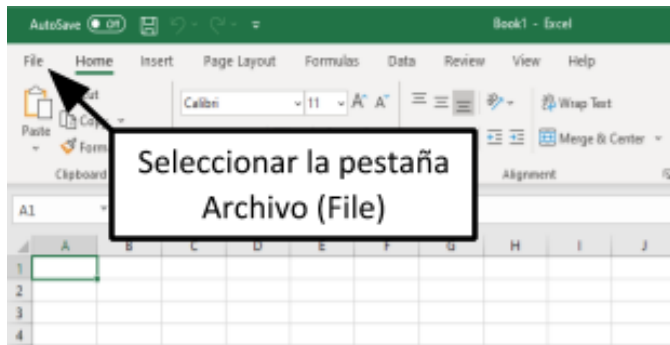 AutoSave Off Book1 - Excel
File Home Insert Page Layout Formulas Data Review View Help
Calibri 11 A^ A˅ Wrap Text
Paste Merge & Center
Clipboard Alignment
Seleccionar la pestaña
Archivo (File)
A1
A B C D E F G H I J
1
2
3
4